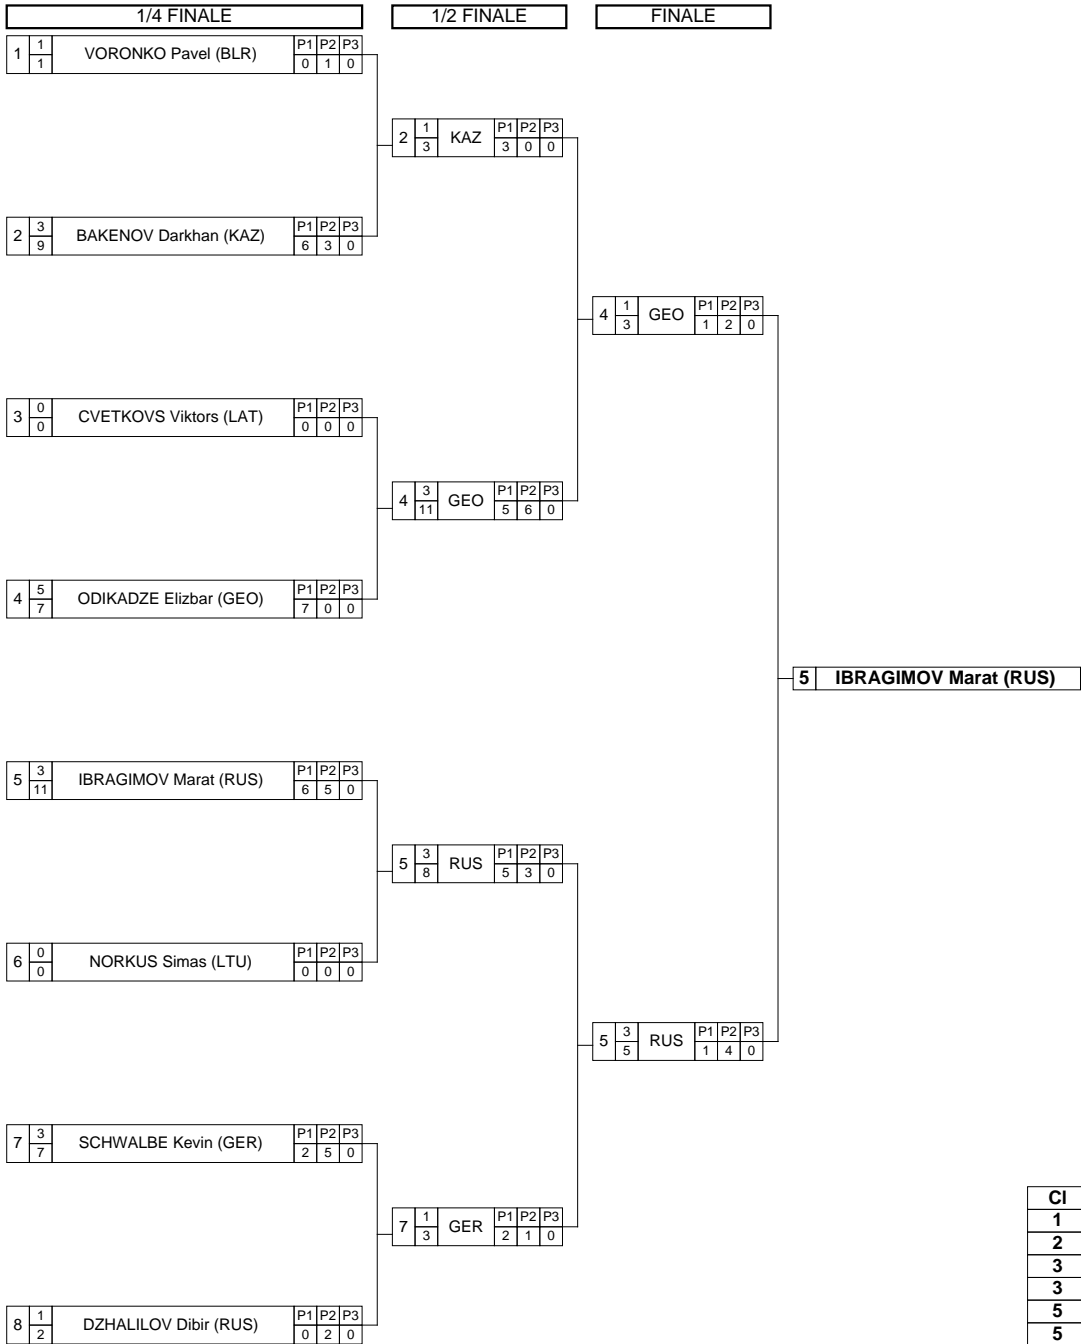 1/4 FINALE 1/2 FINALE FINALE
1 1 VORONKO Pavel (BLR) P1 P2 P3
1 0 1 0
2 1 KAZ P1 P2 P3
3 3 0 0
2 3 BAKENOV Darkhan (KAZ) P1 P2 P3
9 6 3 0
4 1 GEO P1 P2 P3
3 1 2 0
3 0 CVETKOVS Viktors (LAT) P1 P2 P3
0 0 0 0
4 3 GEO P1 P2 P3
11 5 6 0
4 5 ODIKADZE Elizbar (GEO) P1 P2 P3
7 7 0 0
5 IBRAGIMOV Marat (RUS)
5 3 IBRAGIMOV Marat (RUS) P1 P2 P3
11 6 5 0
5 3 RUS P1 P2 P3
8 5 3 0
6 0 NORKUS Simas (LTU) P1 P2 P3
0 0 0 0
5 3 RUS P1 P2 P3
5 1 4 0
7 3 SCHWALBE Kevin (GER) P1 P2 P3
7 2 5 0
7 1 GER P1 P2 P3
3 2 1 0
8 1 DZHALILOV Dibir (RUS) P1 P2 P3
2 0 2 0
Cl
1
2
3
3
5
5